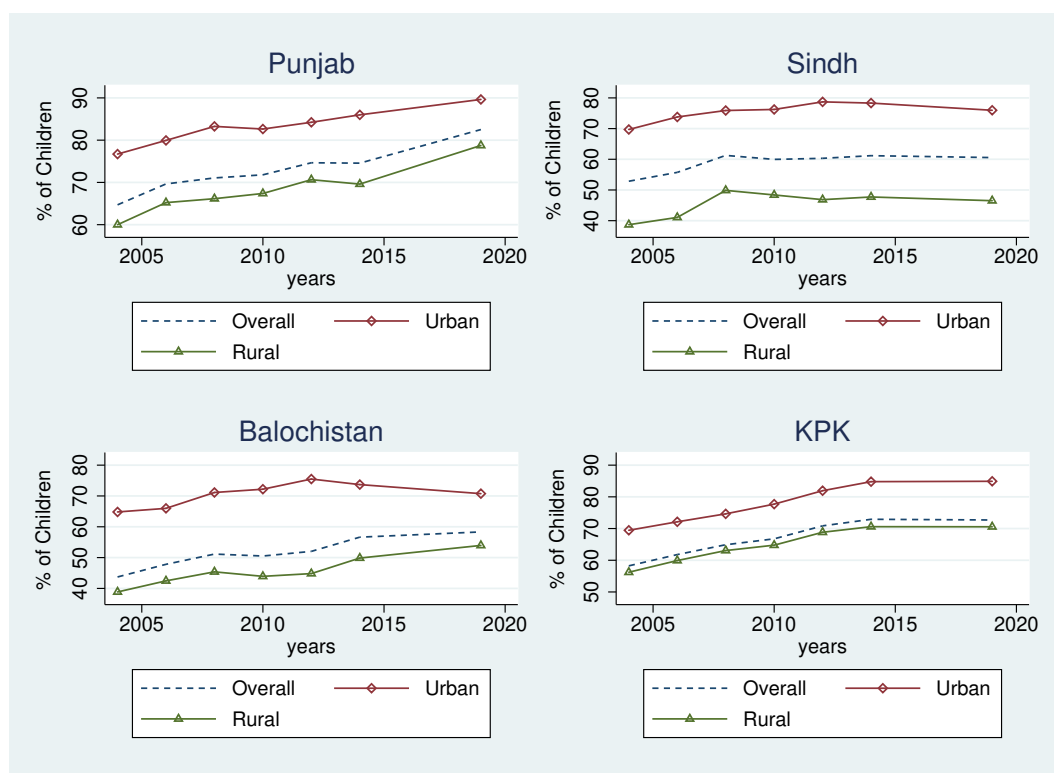 Punjab
% of Children
90
80
70
60
2005 2010 2015 2020
years
Overall Urban
Rural
Sindh
% of Children
80
70
60
50
40
2005 2010 2015 2020
years
Overall Urban
Rural
Balochistan
% of Children
80
70
60
50
40
2005 2010 2015 2020
years
Overall Urban
Rural
KPK
% of Children
90
80
70
60
50
2005 2010 2015 2020
years
Overall Urban
Rural